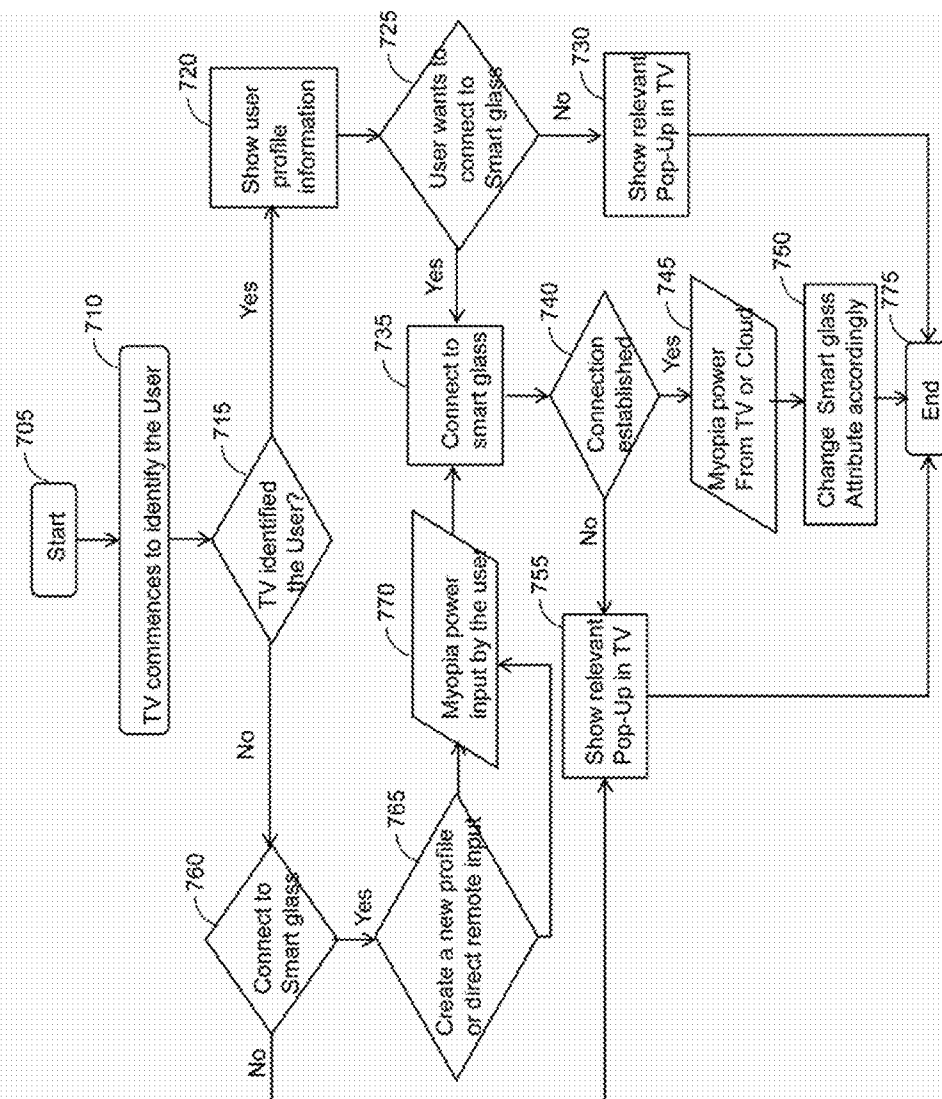 705
Start
710
TV commences to identify the User
715
TV identified
the User?
Yes
No
720
Show user
profile
information
725
User wants to
connect to
Smart glass
Yes
No
730
Show relevant
Pop-Up in TV
735
Connect to
smart glass
740
Connection
established
Yes
No
745
Myopia power
From TV or Cloud
750
Change Smart glass
Attribute accordingly
755
Show relevant
Pop-Up in TV
760
Connect to
Smart glass
Yes
No
765
Create a new profile
or direct remote input
770
Myopia power
input by the user
775
End